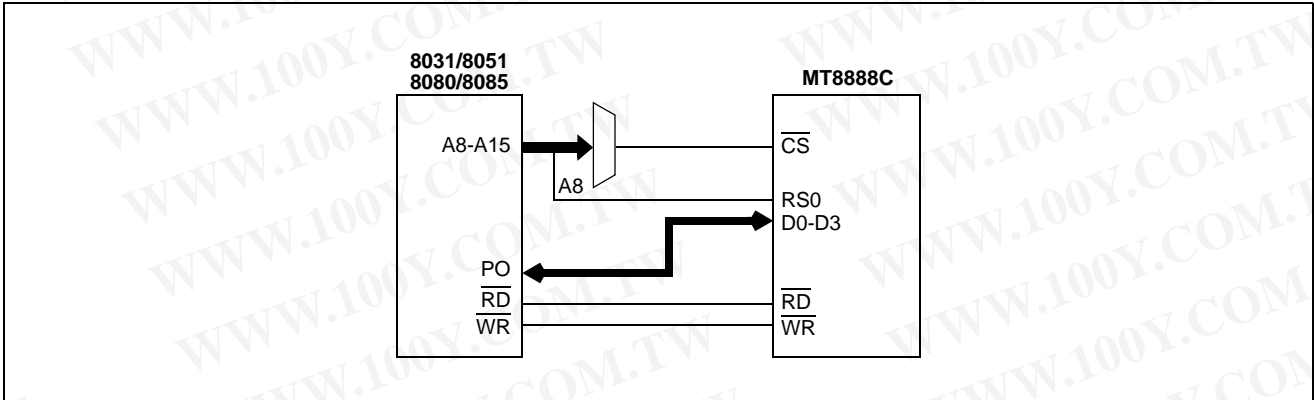 8031/8051
8080/8085
MT8888C
A8-A15
CS
A8
RS0
D0-D3
PO
RD
RD
WR
WR
WWW.100Y.COM.TW